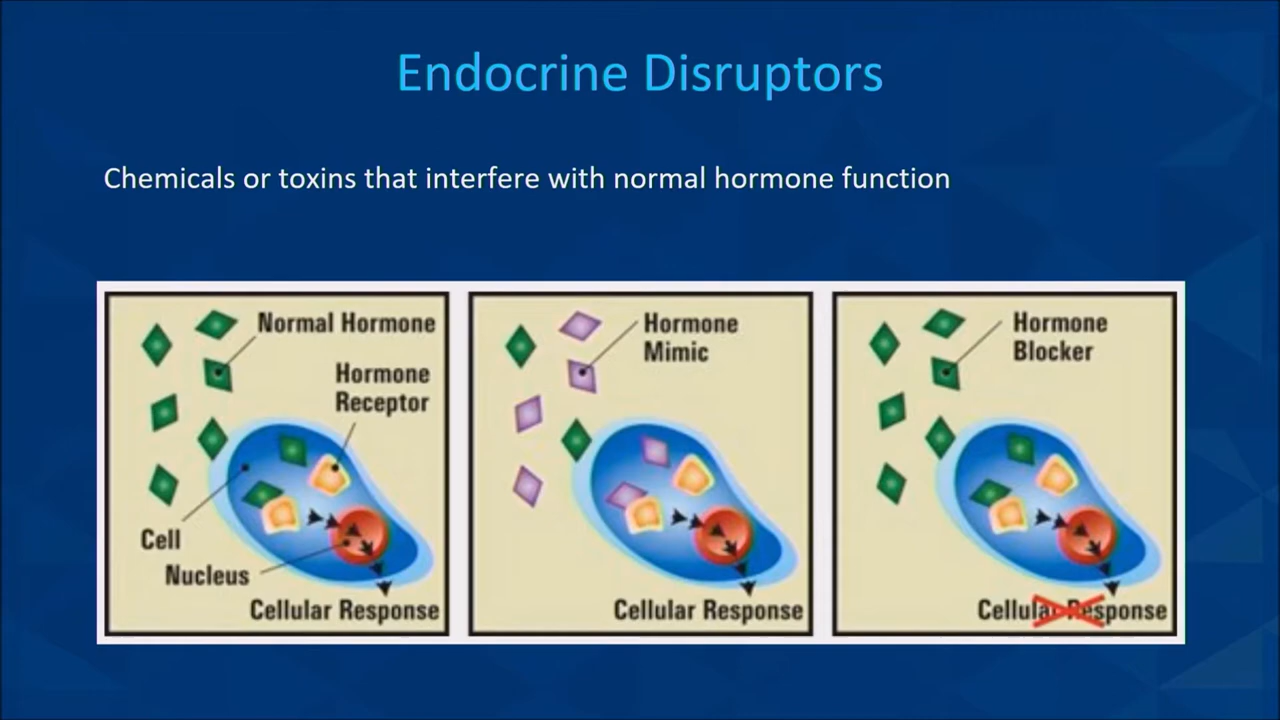 Endocrine Disruptors
Chemicals or toxins that interfere with normal hormone function
Normal Hormone
Hormone
Receptor
Cell
Nucleus
Cellular Response
Hormone
Mimic
Cellular Response
Hormone
Blocker
Cellular Response